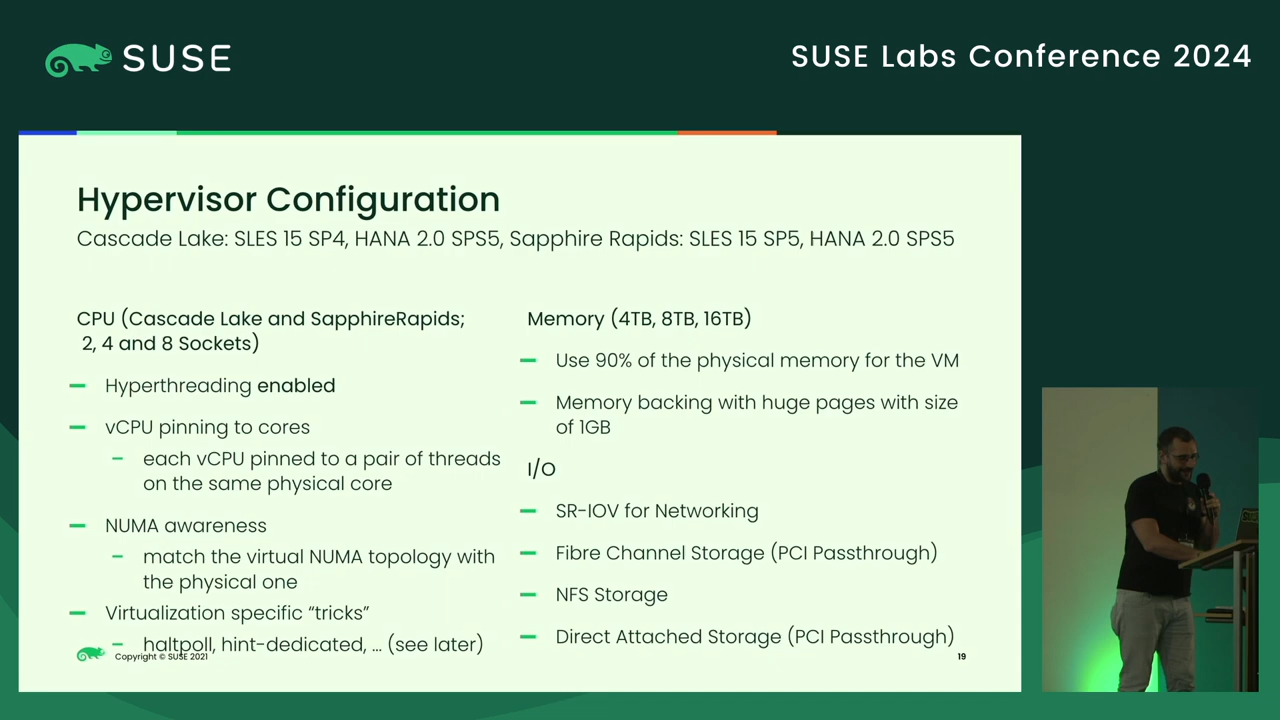 SUSE
SUSE Labs Conference 2024
Hypervisor Configuration
Cascade Lake: SLES 15 SP4, HANA 2.0 SPS5, Sapphire Rapids: SLES 15 SP5, HANA 2.0 SPS5
CPU (Cascade Lake and SapphireRapids;
2, 4 and 8 Sockets)
Hyperthreading enabled
vCPU pinning to cores
each vCPU pinned to a pair of threads
on the same physical core
NUMA awareness
match the virtual NUMA topology with
the physical one
Virtualization specific “tricks”
haltpoll, hint-dedicated, ... (see later)
Memory (4TB, 8TB, 16TB)
Use 90% of the physical memory for the VM
Memory backing with huge pages with size
of 1GB
I/O
SR-IOV for Networking
Fibre Channel Storage (PCI Passthrough)
NFS Storage
Direct Attached Storage (PCI Passthrough)
Copyright © SUSE 2021
19